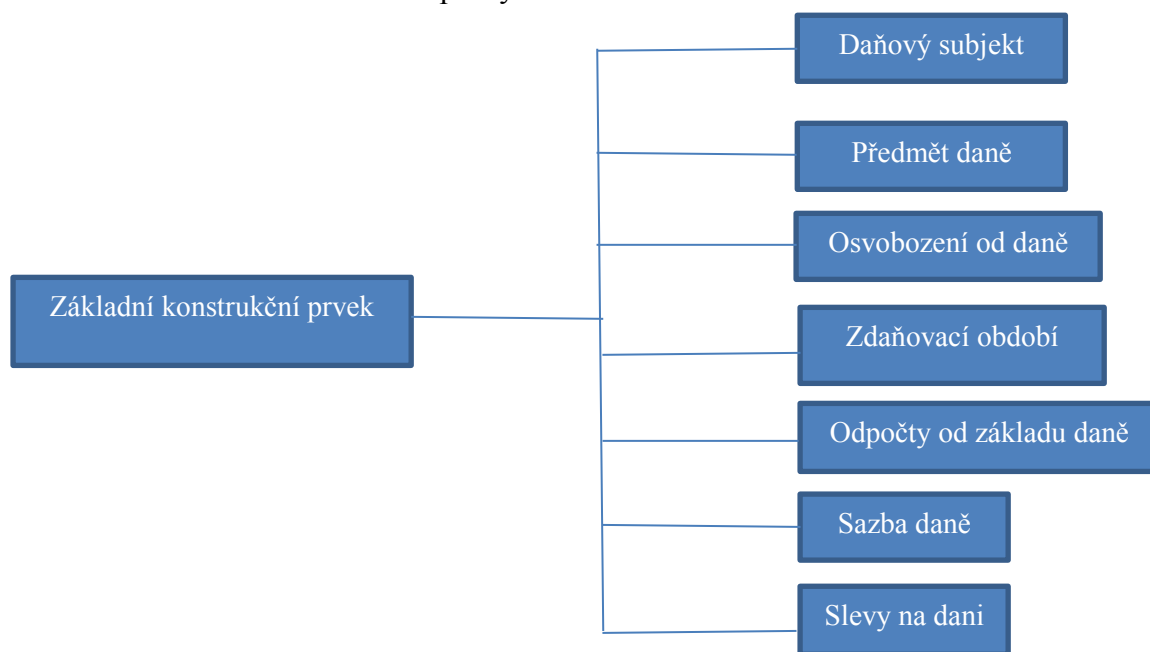 Daňový subjekt
Předmět daně
Osvobození od daně
Základní konstrukční prvek
Zdaňovací období
Odpočty od základu daně
Sazba daně
Slevy na dani